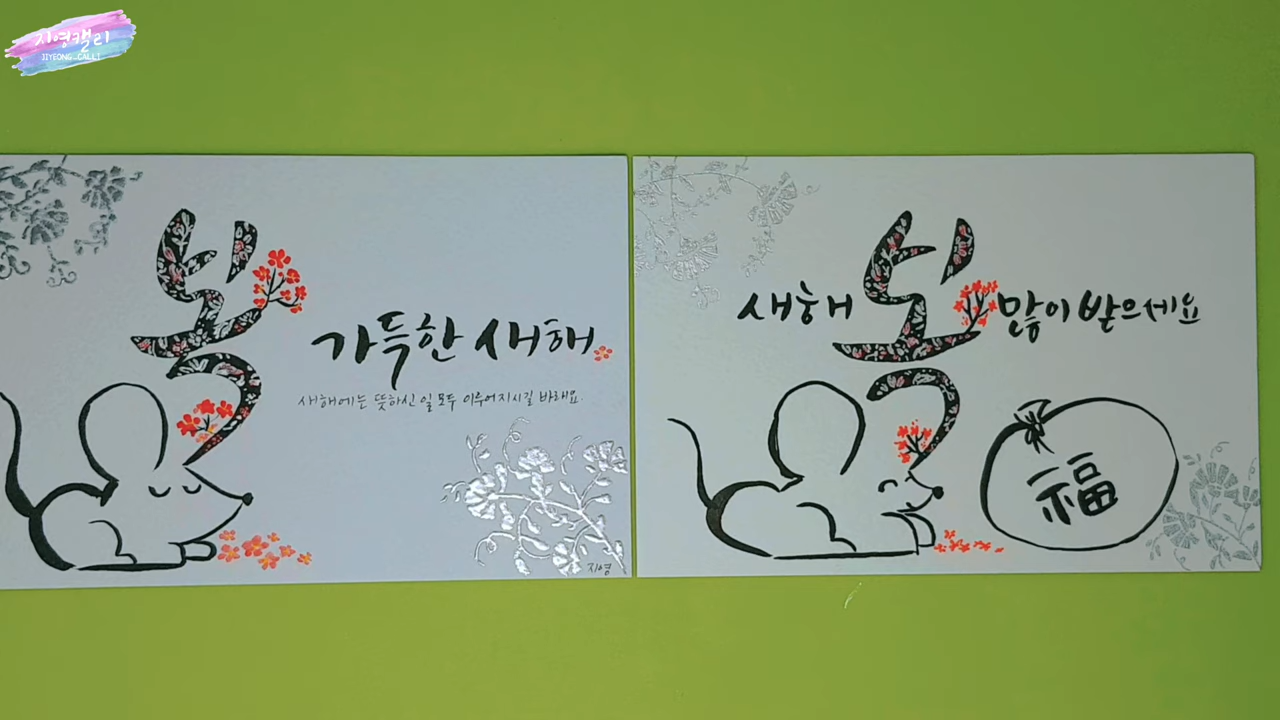 지영캘리
JIYEONG.CALLI
복 가득한 새해
새해에는 뜻하신 일 모두 이루어지시길 바래요.
지영
새해 복 많이 받으세요
福